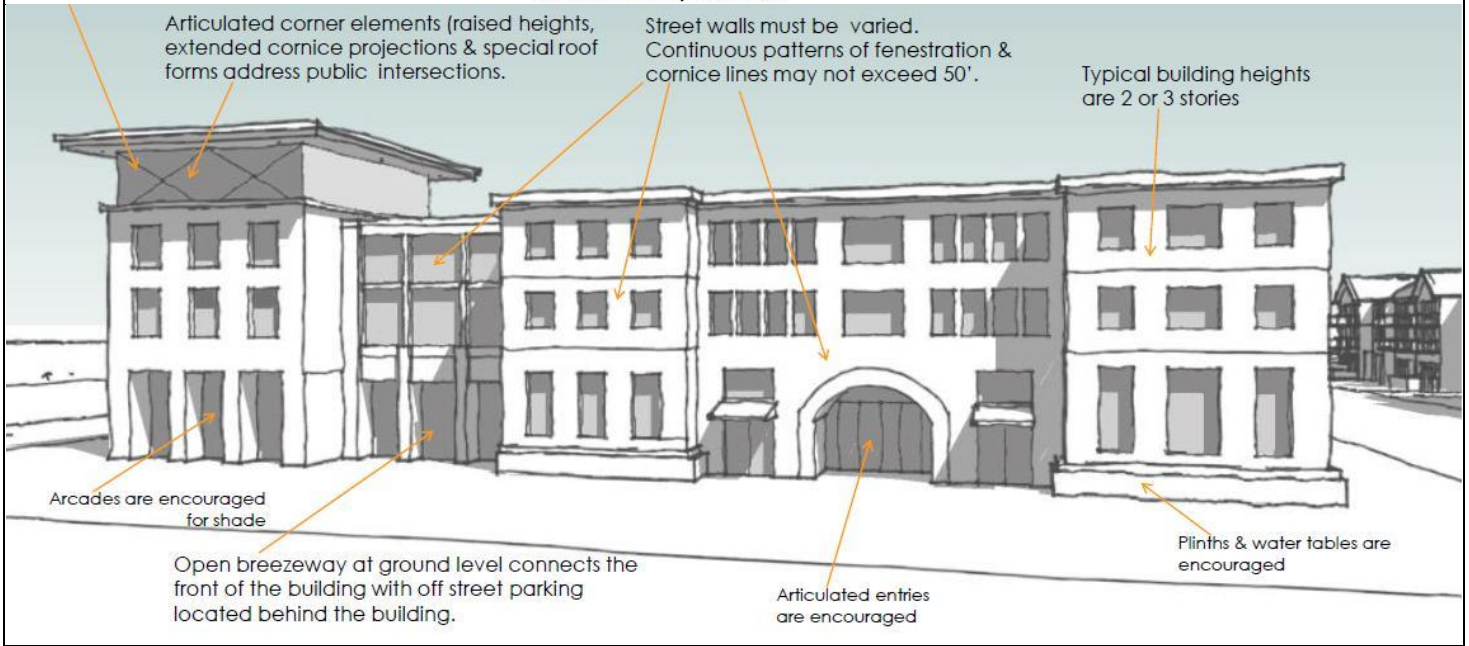 Articulated corner elements (raised heights,
extended cornice projections & special roof
forms address public intersections.
Street walls must be varied.
Continuous patterns of fenestration &
cornice lines may not exceed 50'.
Typical building heights
are 2 or 3 stories
Arcades are encouraged
for shade
Open breezeway at ground level connects the
front of the building with off street parking
located behind the building.
Articulated entries
are encouraged
Plinths & water tables are
encouraged